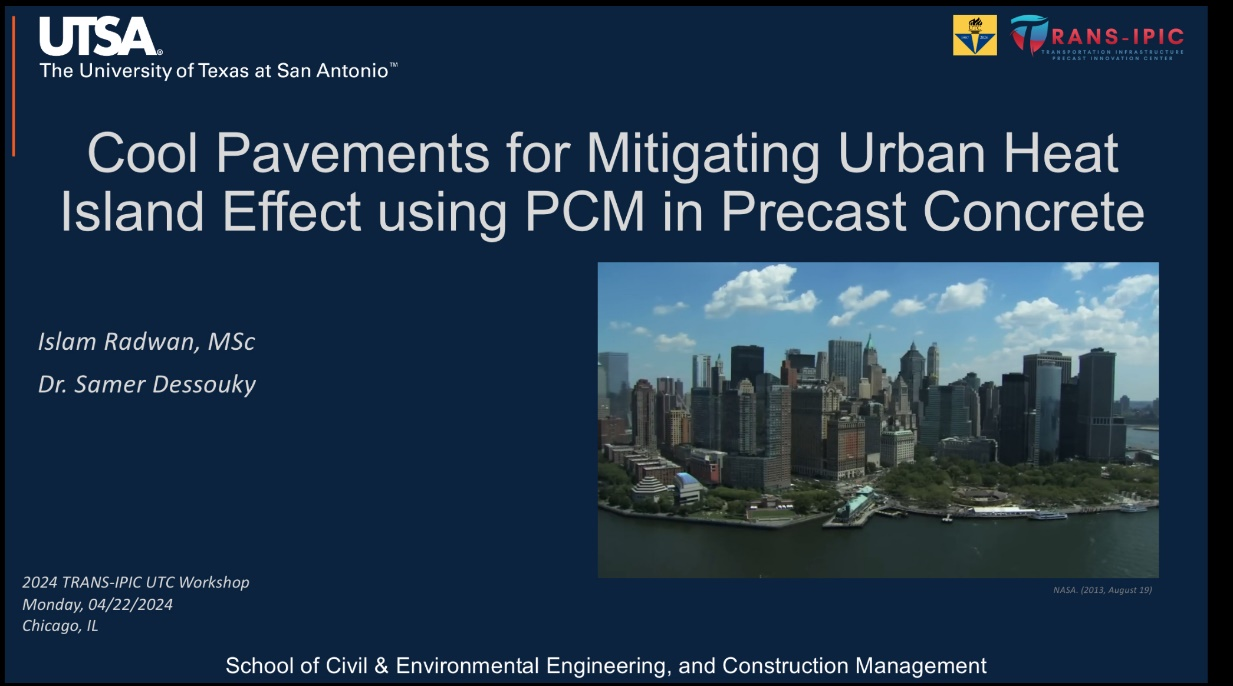 UTSA®
The University of Texas at San Antonio™
TRANS-IPIC
TRANSPORTATION INFRASTRUCTURE
PRECAST INNOVATION CENTER
Cool Pavements for Mitigating Urban Heat
Island Effect using PCM in Precast Concrete
Islam Radwan, MSc
Dr. Samer Dessouky
NASA. (2013, August 19)
2024 TRANS-IPIC UTC Workshop
Monday, 04/22/2024
Chicago, IL
School of Civil & Environmental Engineering, and Construction Management